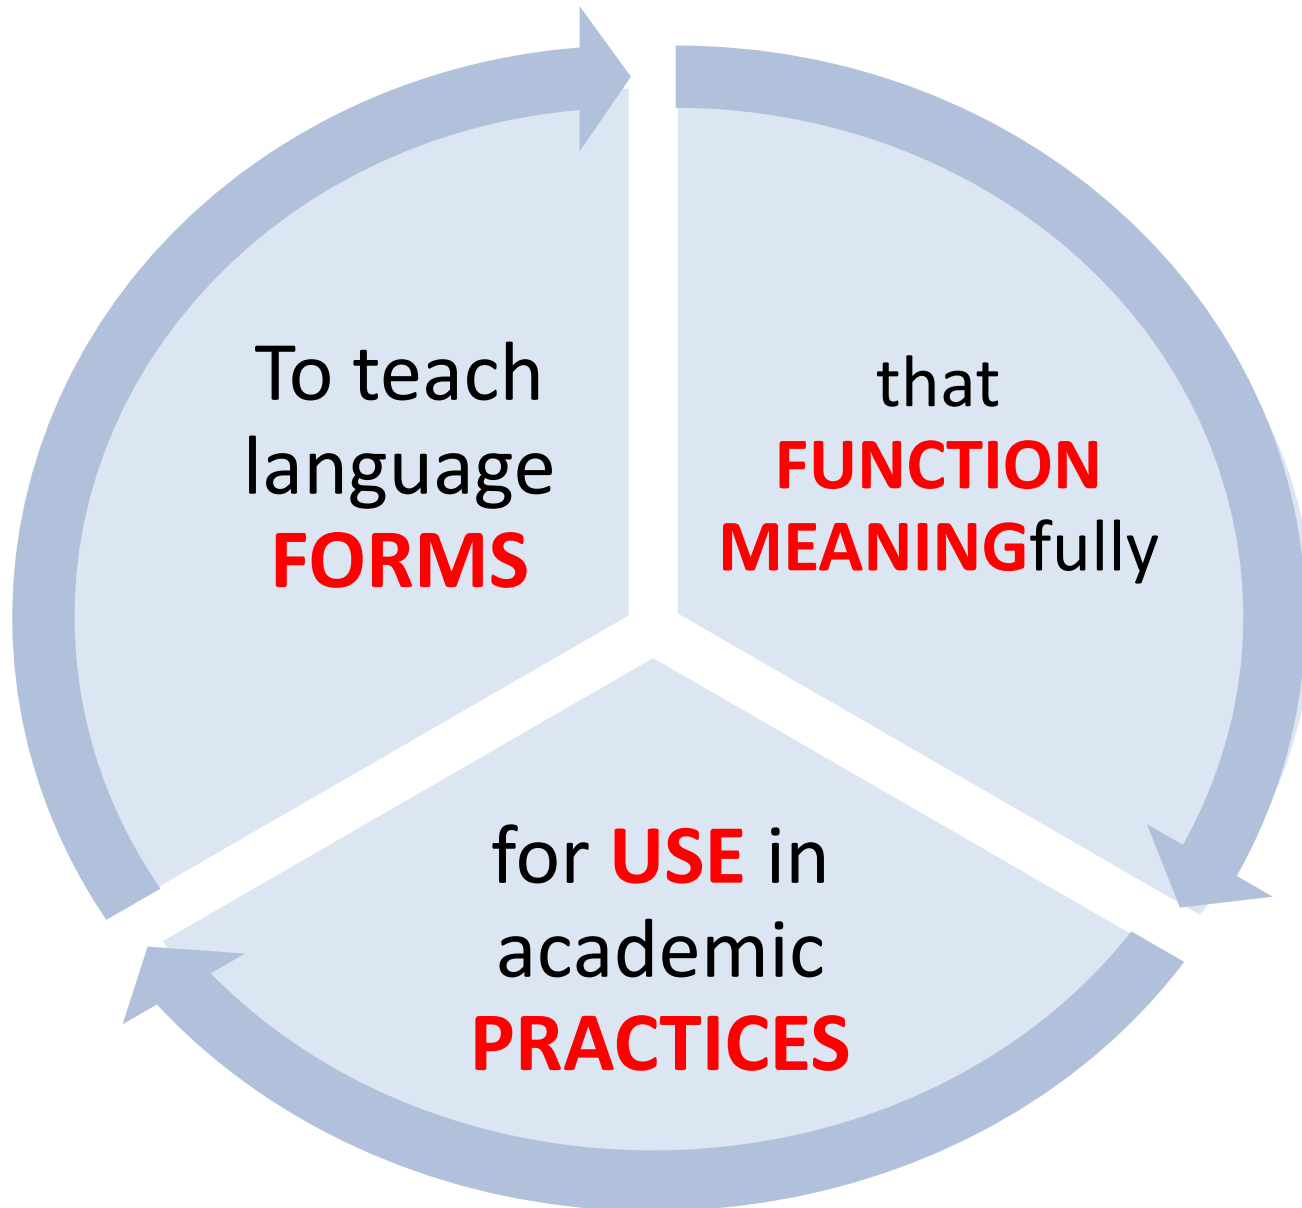 To teach
language
FORMS
that
FUNCTION
MEANINGfully
for USE in
academic
PRACTICES